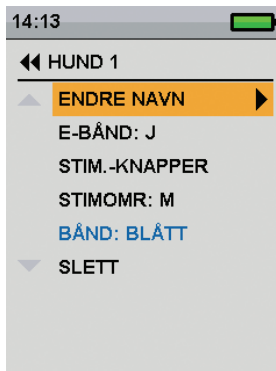 14:13
HUND 1
ENDRE NAVN
E-BÅND: J
STIM.-KNAPPER
STIMOMR: M
BÅND: BLÅTT
SLETT